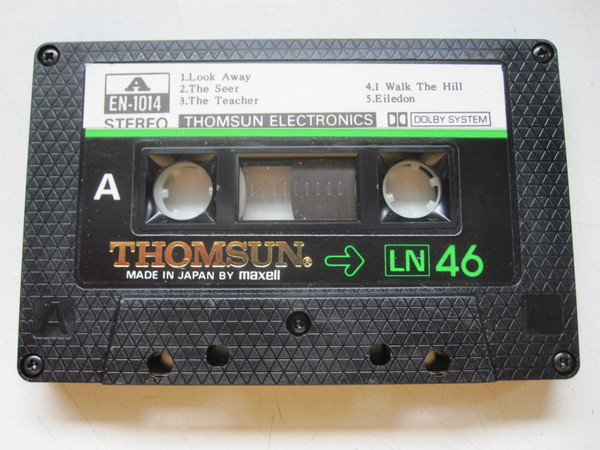 A
EN-1014
STEREO
1.Look Away
2.The Seer
3.The Teacher
4.I Walk The Hill
5.Eiledon
THOMSUN ELECTRONICS
DOLBY SYSTEM
A
THOMSUN®
MADE IN JAPAN BY maxell
LN 46
A